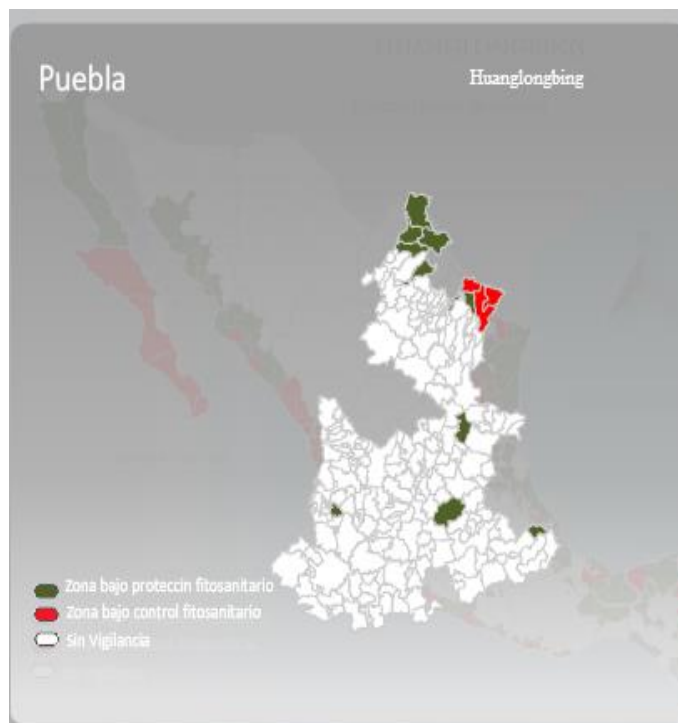 Puebla
Huanglongbing
Zona bajo proteccin fitosanitario
Zona bajo control fitosanitario
Sin Vigilancia